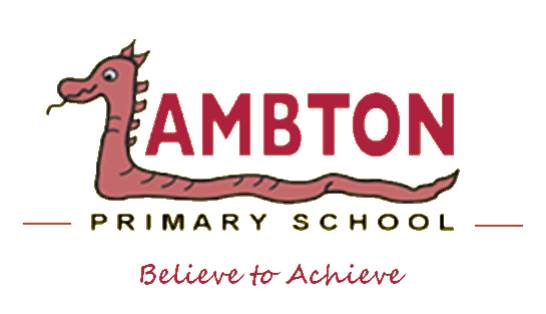 LAMBTON
PRIMARY SCHOOL
Believe to Achieve